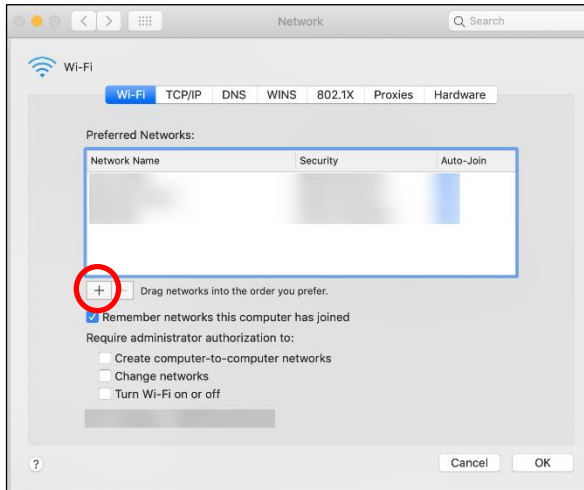 Network
Search
Wi-Fi
Wi-Fi TCP/IP DNS WINS 802.1X Proxies Hardware
Preferred Networks:
Network Name Security Auto-Join
+ − Drag networks into the order you prefer.
Remember networks this computer has joined
Require administrator authorization to:
Create computer-to-computer networks
Change networks
Turn Wi-Fi on or off
? Cancel OK